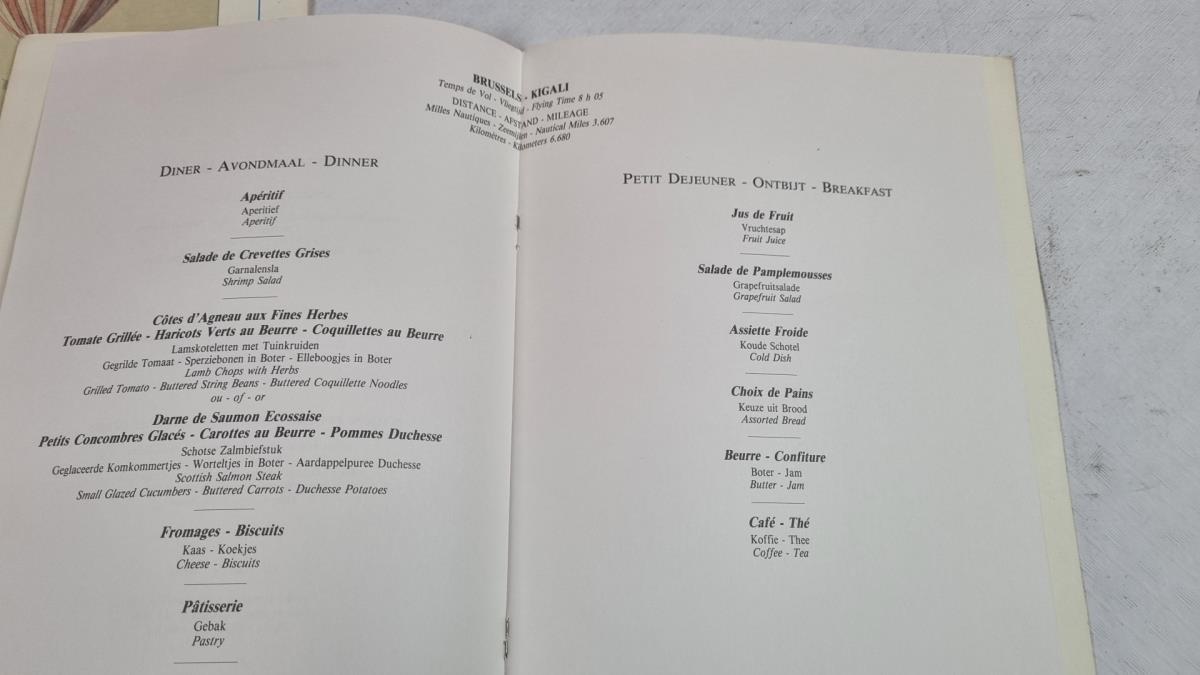 BRUSSELS - KIGALI
Temps de Vol - Vliegtijd - Flying Time 8 h 05
DISTANCE - AFSTAND - MILEAGE
Milles Nautiques - Zeemijlen - Nautical Miles 3.607
Kilomètres - Kilometers 6.680
DINER - AVONDMAAL - DINNER
Apéritif
Aperitief
Aperitif
Salade de Crevettes Grises
Garnalensla
Shrimp Salad
Côtes d'Agneau aux Fines Herbes
Tomate Grillée - Haricots Verts au Beurre - Coquillettes au Beurre
Lamskoteletten met Tuinkruiden
Gegrilde Tomaat - Sperziebonen in Boter - Elleboogjes in Boter
Lamb Chops with Herbs
Grilled Tomato - Buttered String Beans - Buttered Coquillette Noodles
ou - of - or
Darne de Saumon Ecossaise
Petits Concombres Glacés - Carottes au Beurre - Pommes Duchesse
Schotse Zalmbiefstuk
Geglaceerde Komkommertjes - Worteltjes in Boter - Aardappelpuree Duchesse
Scottish Salmon Steak
Small Glazed Cucumbers - Buttered Carrots - Duchesse Potatoes
Fromages - Biscuits
Kaas - Koekjes
Cheese - Biscuits
Pâtisserie
Gebak
Pastry
PETIT DEJEUNER - ONTBIJT - BREAKFAST
Jus de Fruit
Vruchtesap
Fruit Juice
Salade de Pamplemousses
Grapefruitsalade
Grapefruit Salad
Assiette Froide
Koude Schotel
Cold Dish
Choix de Pains
Keuze uit Brood
Assorted Bread
Beurre - Confiture
Boter - Jam
Butter - Jam
Café - Thé
Koffie - Thee
Coffee - Tea